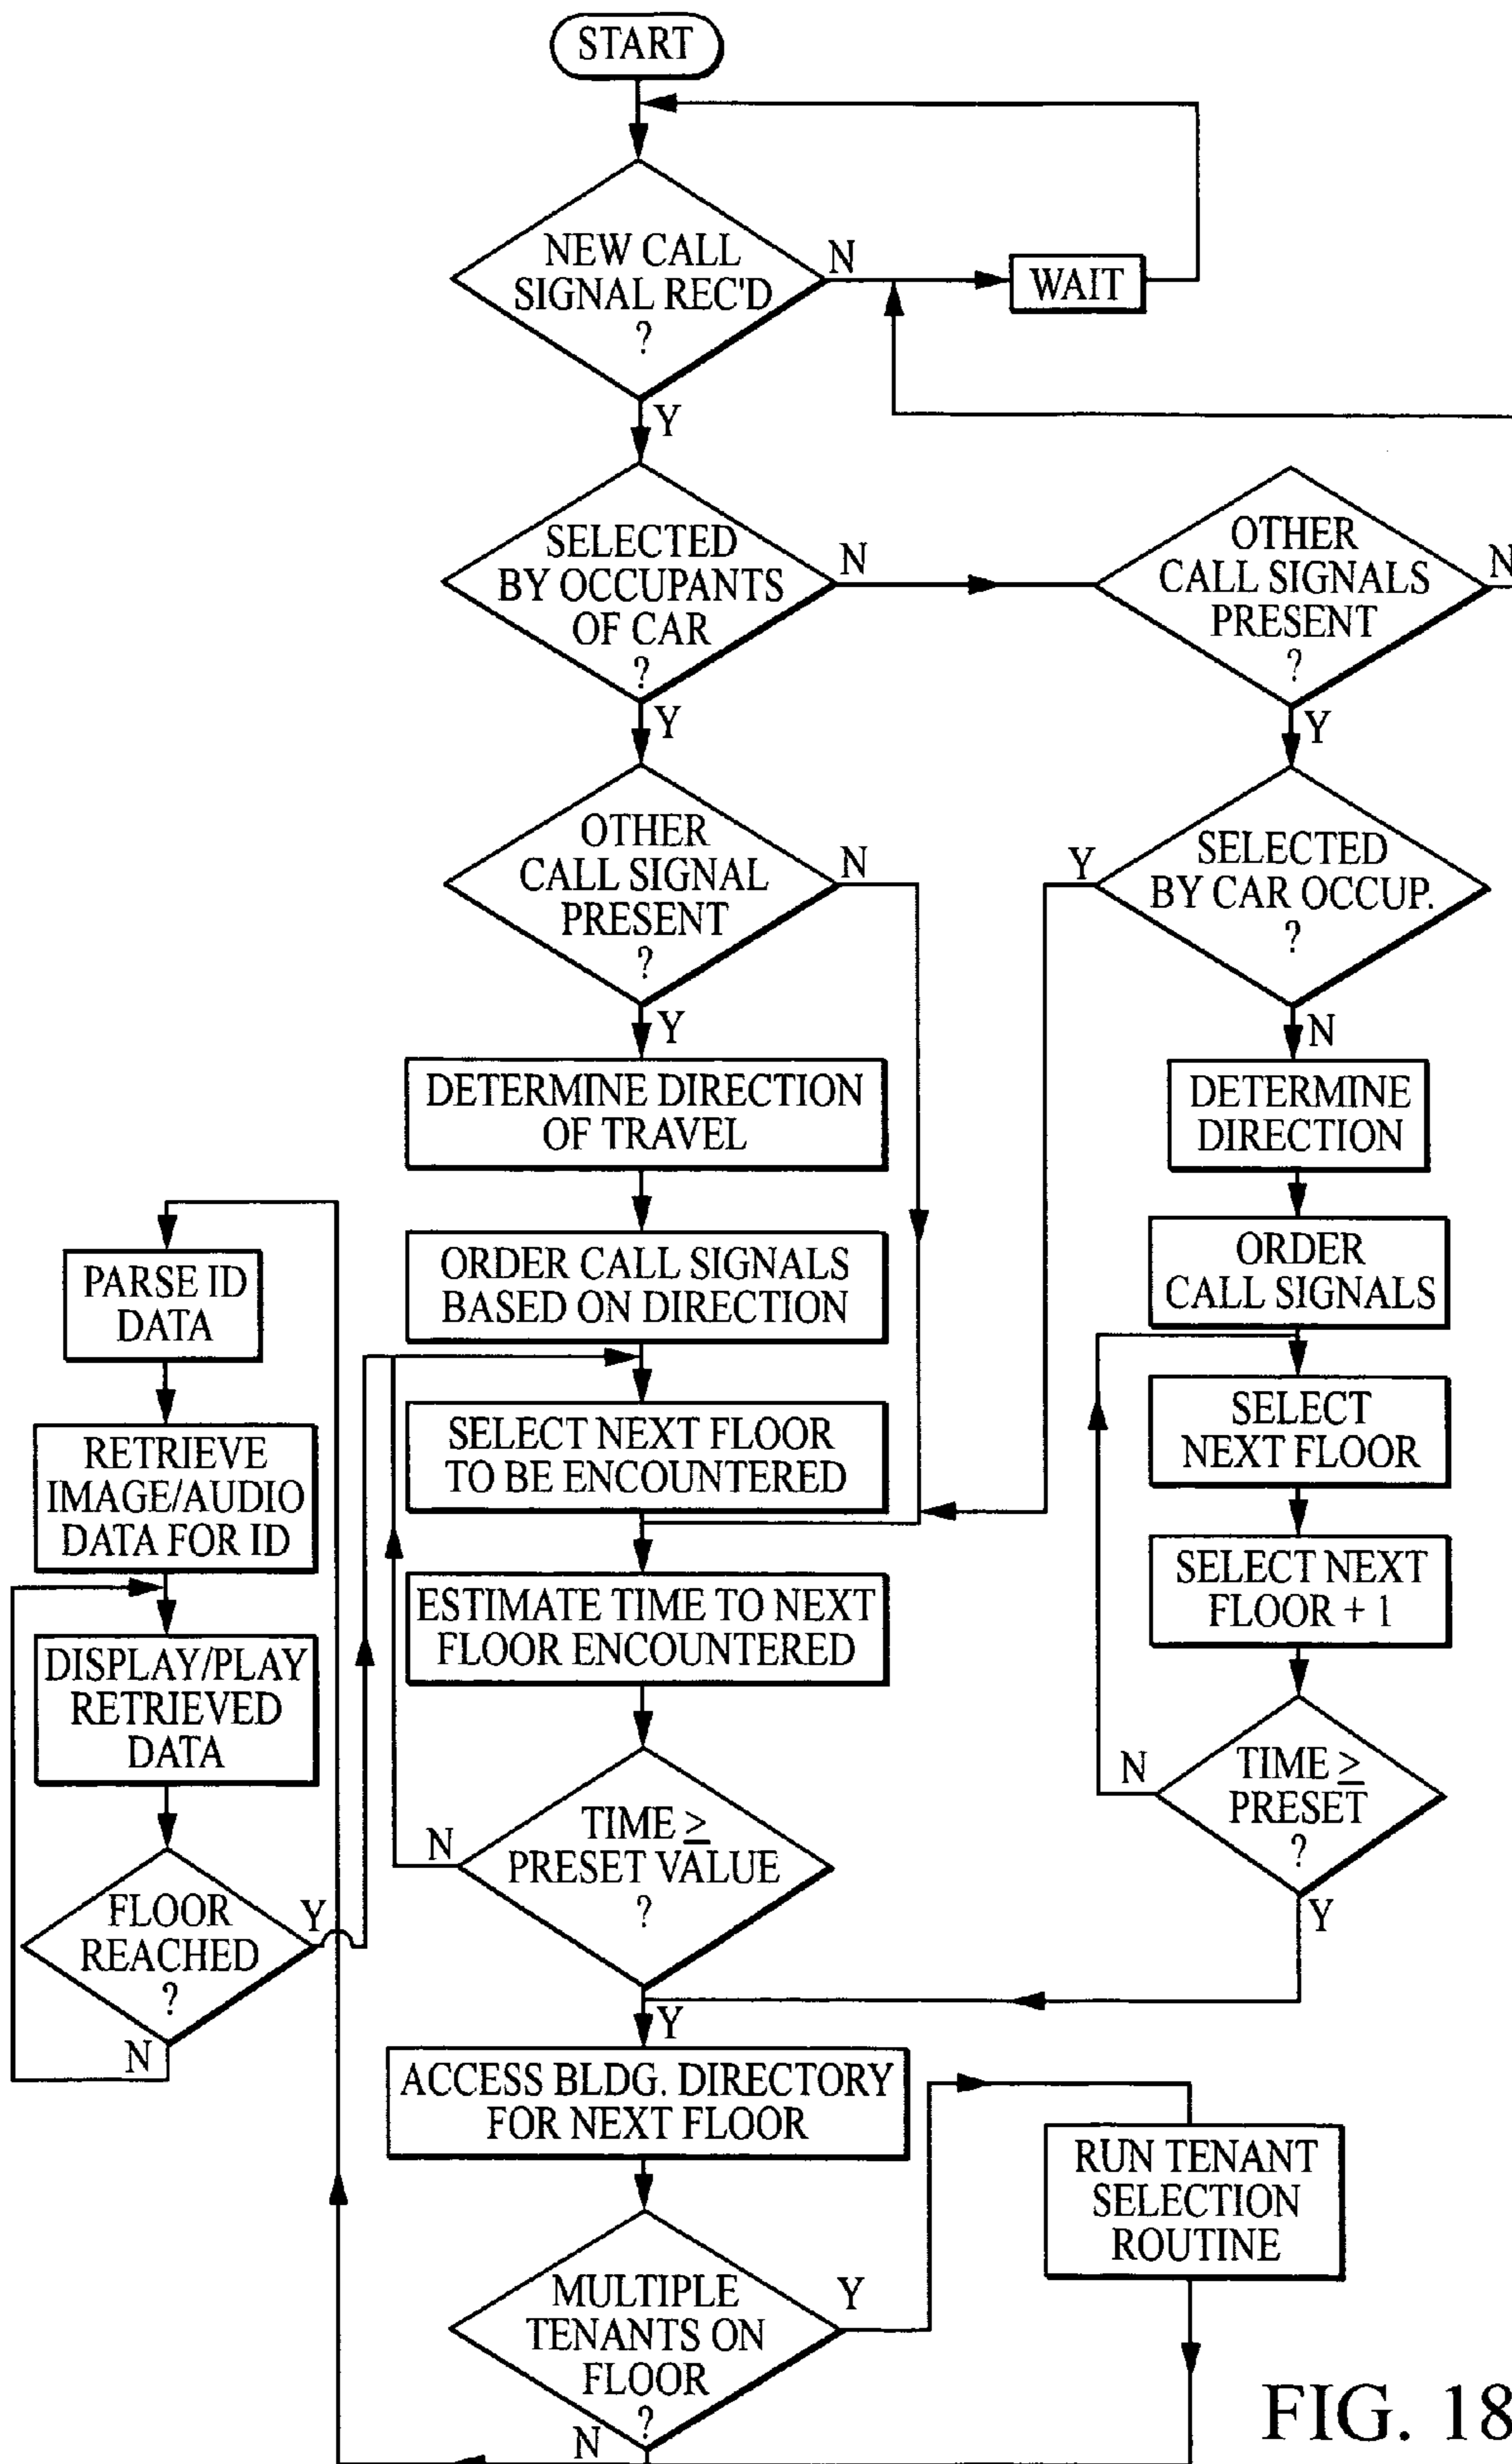 START
NEW CALL
SIGNAL REC'D
?
N
WAIT
Y
SELECTED
BY OCCUPANTS
OF CAR
?
N
OTHER
CALL SIGNALS
PRESENT
?
N
Y
Y
OTHER
CALL SIGNAL
PRESENT
?
N
Y
SELECTED
BY CAR OCCUP.
?
Y
N
DETERMINE DIRECTION
OF TRAVEL
DETERMINE
DIRECTION
ORDER CALL SIGNALS
BASED ON DIRECTION
ORDER
CALL SIGNALS
PARSE ID
DATA
SELECT NEXT FLOOR
TO BE ENCOUNTERED
SELECT
NEXT FLOOR
RETRIEVE
IMAGE/AUDIO
DATA FOR ID
ESTIMATE TIME TO NEXT
FLOOR ENCOUNTERED
SELECT NEXT
FLOOR + 1
DISPLAY/PLAY
RETRIEVED
DATA
N
TIME ≥
PRESET VALUE
?
N
TIME ≥
PRESET
?
Y
FLOOR
REACHED
?
Y
N
Y
ACCESS BLDG. DIRECTORY
FOR NEXT FLOOR
RUN TENANT
SELECTION
ROUTINE
MULTIPLE
TENANTS ON
FLOOR
?
Y
N
FIG. 18